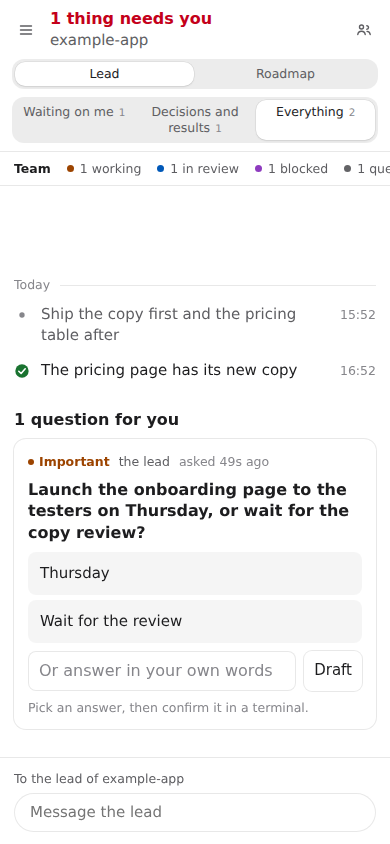 1 thing needs you
example-app
Lead
Roadmap
Waiting on me 1
Decisions and
results 1
Everything 2
Team
1 working
1 in review
1 blocked
1 que
Today
Ship the copy first and the pricing
table after
15:52
The pricing page has its new copy
16:52
1 question for you
Important the lead asked 49s ago
Launch the onboarding page to the
testers on Thursday, or wait for the
copy review?
Thursday
Wait for the review
Or answer in your own words
Draft
Pick an answer, then confirm it in a terminal.
To the lead of example-app
Message the lead